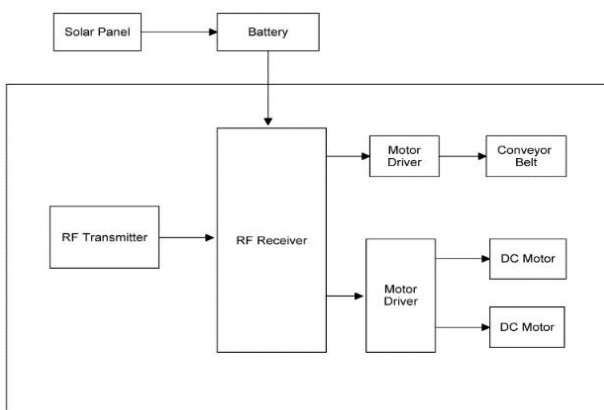 Solar Panel
Battery
Motor
Driver
Conveyor
Belt
RF Transmitter
RF Receiver
Motor
Driver
DC Motor
DC Motor